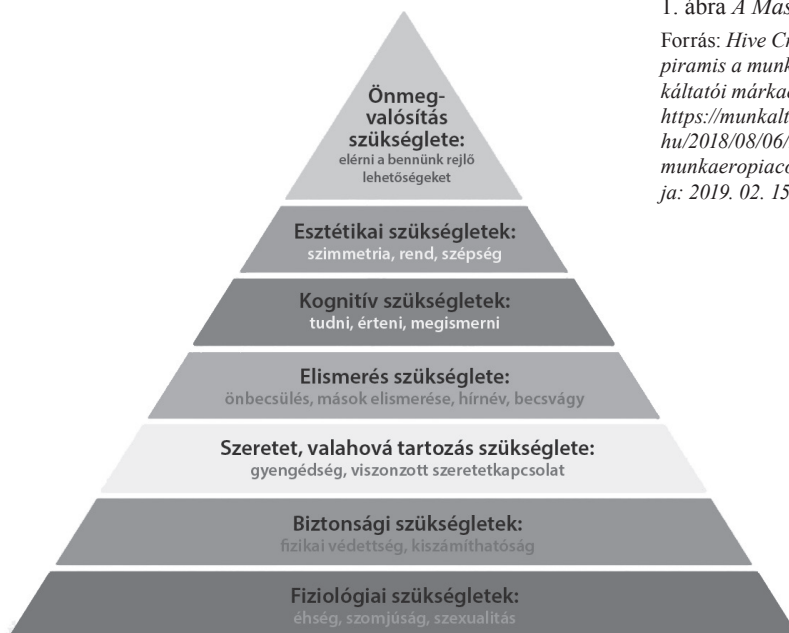 Önmeg-
valósítás
szükséglete:
elérni a bennünk rejlő
lehetőségeket
Esztétikai szükségletek:
szimmetria, rend, szépség
Kognitív szükségletek:
tudni, érteni, megismerni
Elismerés szükséglete:
önbecsülés, mások elismerése, hírnév, becsvágy
Szeretet, valahová tartozás szükséglete:
gyengédség, viszonzott szeretetkapcsolat
Biztonsági szükségletek:
fizikai védettség, kiszámíthatóság
Fiziológiai szükségletek:
éhség, szomjúság, szexualitás
1. ábra A Mas
Forrás: Hive Cr
piramis a munk
káltatói márkaé
https://munkalt
hu/2018/08/06/
munkaeropiaco
ja: 2019. 02. 15